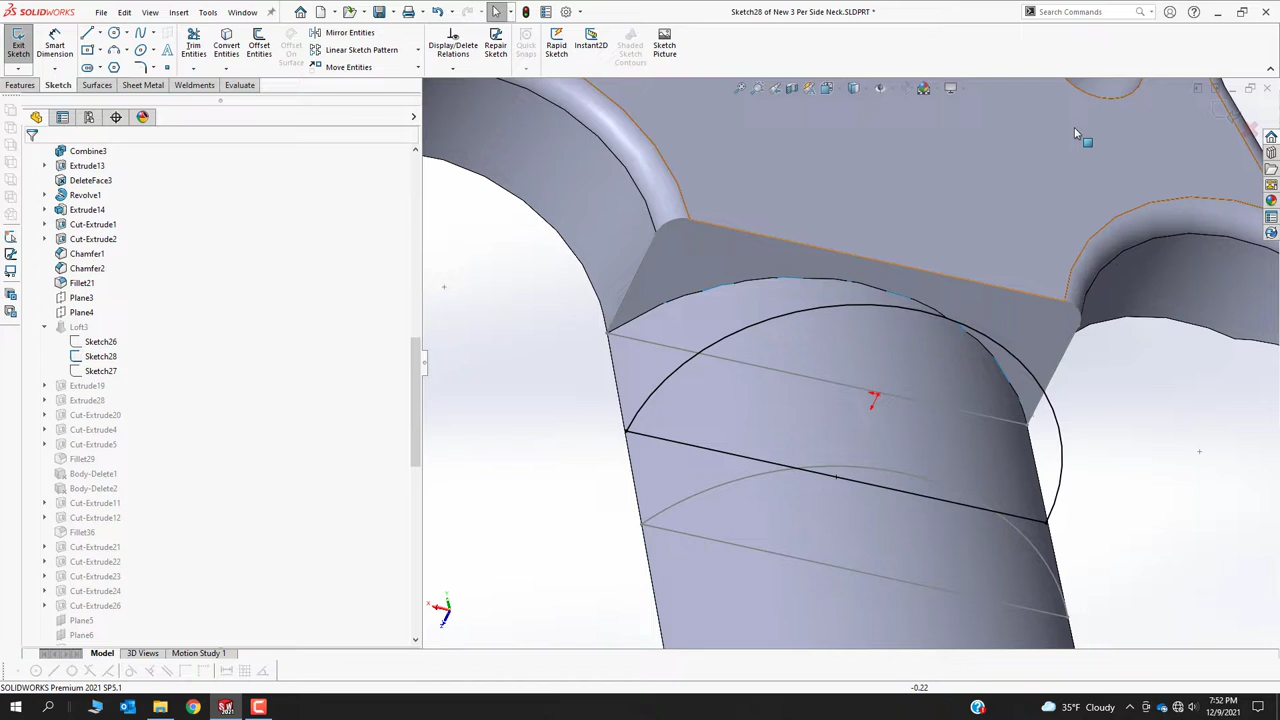 SOLIDWORKS File Edit View Insert Tools Window Sketch28 of New 3 Per Side Neck.SLDPRT * Search Commands
Exit Sketch Smart Dimension Trim Entities Convert Entities Offset Entities Offset On Surface Mirror Entities Linear Sketch Pattern Move Entities Display/Delete Relations Repair Sketch Quick Snaps Rapid Sketch Instant2D Shaded Sketch Contours Sketch Picture
Features Sketch Surfaces Sheet Metal Weldments Evaluate
Combine3
Extrude13
DeleteFace3
Revolve1
Extrude14
Cut-Extrude1
Cut-Extrude2
Chamfer1
Chamfer2
Fillet21
Plane3
Plane4
Loft3
Sketch26
Sketch28
Sketch27
Extrude19
Extrude28
Cut-Extrude20
Cut-Extrude4
Cut-Extrude5
Fillet29
Body-Delete1
Body-Delete2
Cut-Extrude11
Cut-Extrude12
Fillet36
Cut-Extrude21
Cut-Extrude22
Cut-Extrude23
Cut-Extrude24
Cut-Extrude26
Plane5
Plane6
Model 3D Views Motion Study 1
SOLIDWORKS Premium 2021 SP5.1 -0.22
35°F Cloudy 7:52 PM
12/9/2021